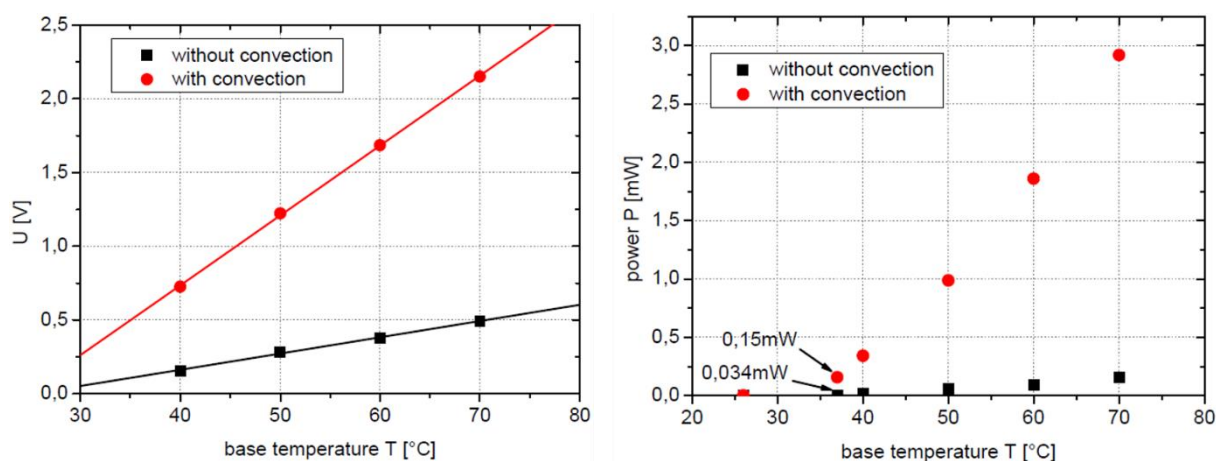 2,5
2,0
1,5
1,0
0,5
0,0
U [V]
without convection
with convection
30 40 50 60 70 80
base temperature T [°C]
3,0
2,5
2,0
1,5
1,0
0,5
0,0
power P [mW]
without convection
with convection
0,15mW
0,034mW
20 30 40 50 60 70 80
base temperature T [°C]